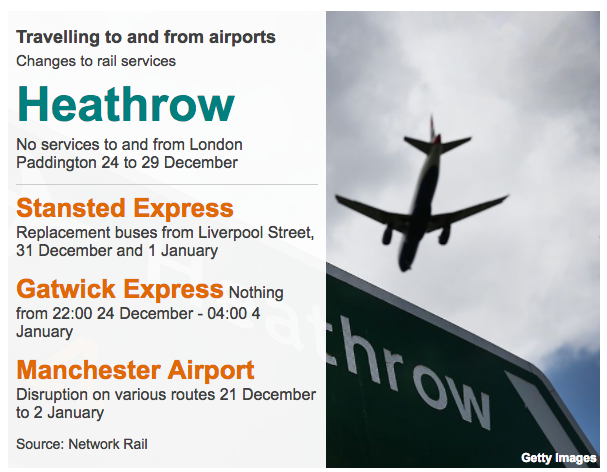 Travelling to and from airports
Changes to rail services
Heathrow
No services to and from London
Paddington 24 to 29 December
Stansted Express
Replacement buses from Liverpool Street,
31 December and 1 January
Gatwick Express Nothing
from 22:00 24 December - 04:00 4
January
Manchester Airport
Disruption on various routes 21 December
to 2 January
Source: Network Rail
throw
Getty Images